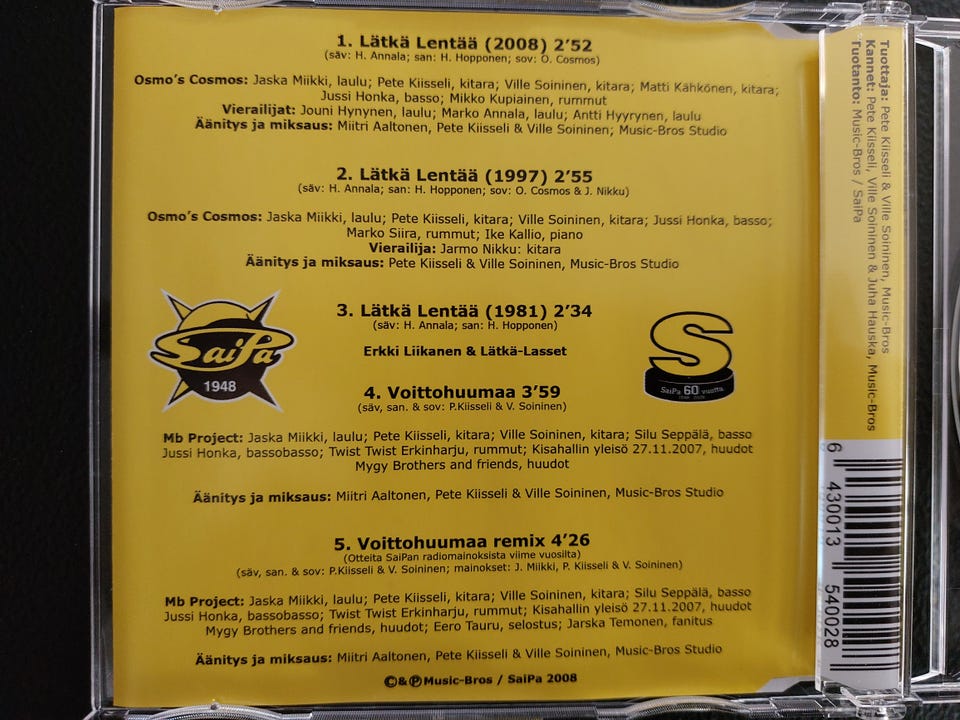 1. Lätkä Lentää (2008) 2’52
(säv: H. Annala; san: H. Hopponen; sov: O. Cosmos)
Osmo’s Cosmos: Jaska Miikki, laulu; Pete Kiisseli, kitara; Ville Soininen, kitara; Matti Kähkönen, kitara;
Jussi Honka, basso; Mikko Kupiainen, rummut
Vierailijat: Jouni Hynynen, laulu; Marko Annala, laulu; Antti Hyyrynen, laulu
Äänitys ja miksaus: Miitri Aaltonen, Pete Kiisseli & Ville Soininen; Music-Bros Studio
2. Lätkä Lentää (1997) 2’55
(säv: H. Annala; san: H. Hopponen; sov: O. Cosmos & J. Nikku)
Osmo’s Cosmos: Jaska Miikki, laulu; Pete Kiisseli, kitara; Ville Soininen, kitara; Jussi Honka, basso;
Marko Siira, rummut; Ike Kallio, piano
Vierailija: Jarmo Nikku: kitara
Äänitys ja miksaus: Pete Kiisseli & Ville Soininen, Music-Bros Studio
3. Lätkä Lentää (1981) 2’34
(säv: H. Annala; san: H. Hopponen)
Erkki Liikanen & Lätkä-Lasset
SaiPa
1948
S
SaiPa 60 vuotta
4. Voittohuumaa 3’59
(säv, san. & sov: P.Kiisseli & V. Soininen)
Mb Project: Jaska Miikki, laulu; Pete Kiisseli, kitara; Ville Soininen, kitara; Silu Seppälä, basso
Jussi Honka, bassobasso; Twist Twist Erkinharju, rummut; Kisahallin yleisö 27.11.2007, huudot
Mygy Brothers and friends, huudot
Äänitys ja miksaus: Miitri Aaltonen, Pete Kiisseli & Ville Soininen, Music-Bros Studio
5. Voittohuumaa remix 4’26
(Otteita SaiPan radiomainoksista viime vuosilta)
(säv, san. & sov: P.Kiisseli & V. Soininen; mainokset: J. Miikki, P. Kiisseli & V. Soininen)
Mb Project: Jaska Miikki, laulu; Pete Kiisseli, kitara; Ville Soininen, kitara; Silu Seppälä, basso
Jussi Honka, bassobasso; Twist Twist Erkinharju, rummut; Kisahallin yleisö 27.11.2007, huudot
Mygy Brothers and friends, huudot; Eero Tauru, selostus; Jarska Temonen, fanitus
Äänitys ja miksaus: Miitri Aaltonen, Pete Kiisseli & Ville Soininen, Music-Bros Studio
©&℗Music-Bros / SaiPa 2008
Tuottaja: Pete Kiisseli & Ville Soininen, Music-Bros
Kannet: Pete Kiisseli, Ville Soininen & Juha Hauska, Music-Bros
Tuotanto: Music-Bros / SaiPa
6 430013 540028